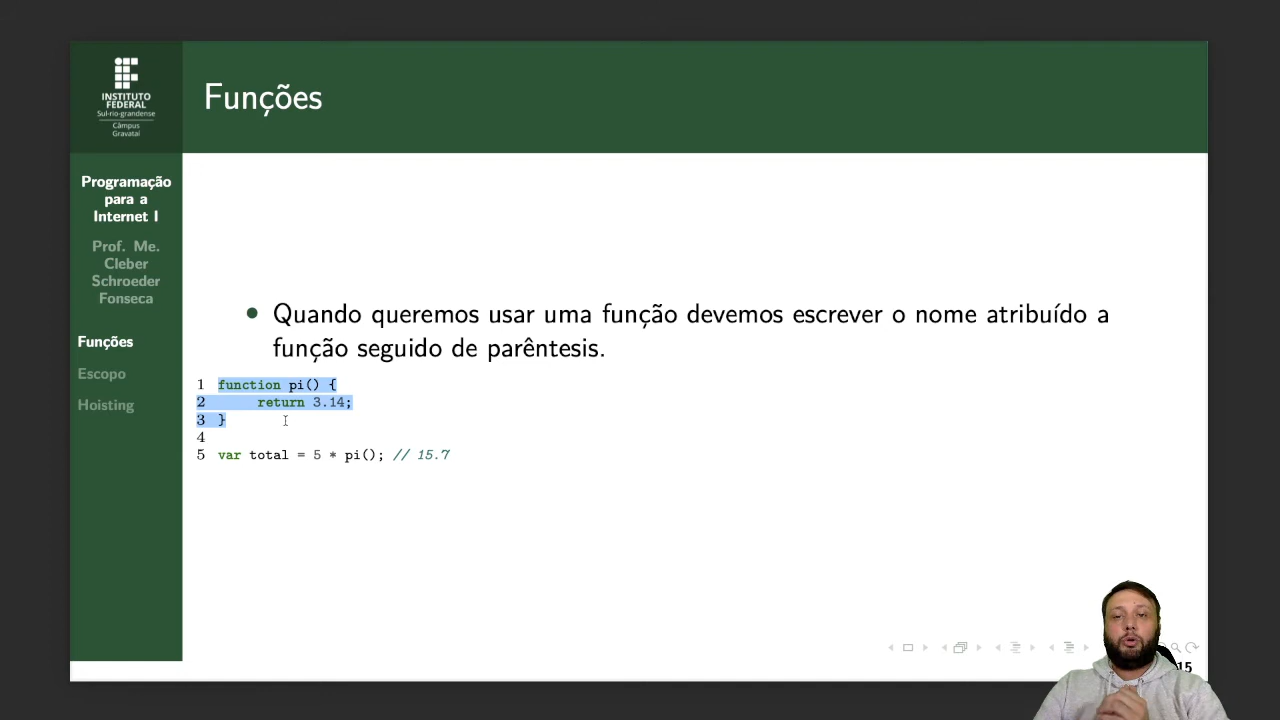 INSTITUTO
FEDERAL
Sul-rio-grandense
Câmpus
Gravataí
Funções
Programação
para a
Internet I
Prof. Me.
Cleber
Schroeder
Fonseca
Funções
Escopo
Hoisting
• Quando queremos usar uma função devemos escrever o nome atribuído a
função seguido de parêntesis.
1 function pi() {
2 return 3.14;
3 }
4
5 var total = 5 * pi(); // 15.7
15